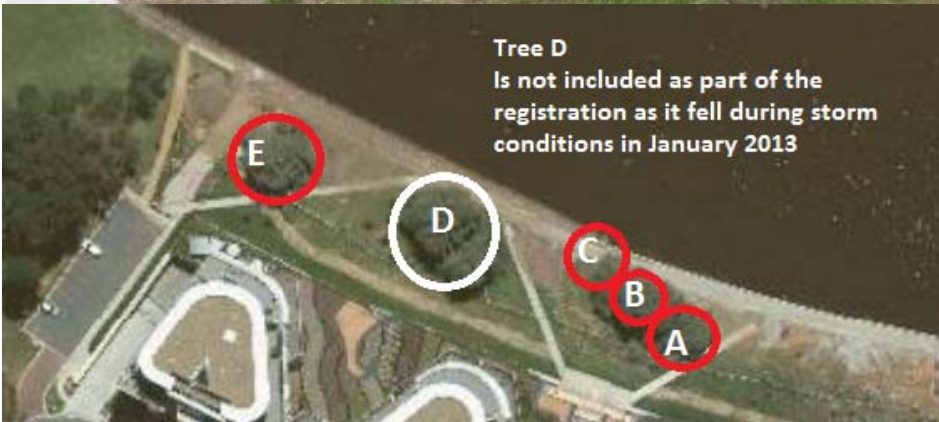 Tree D
Is not included as part of the
registration as it fell during storm
conditions in January 2013
E
D
C
B
A